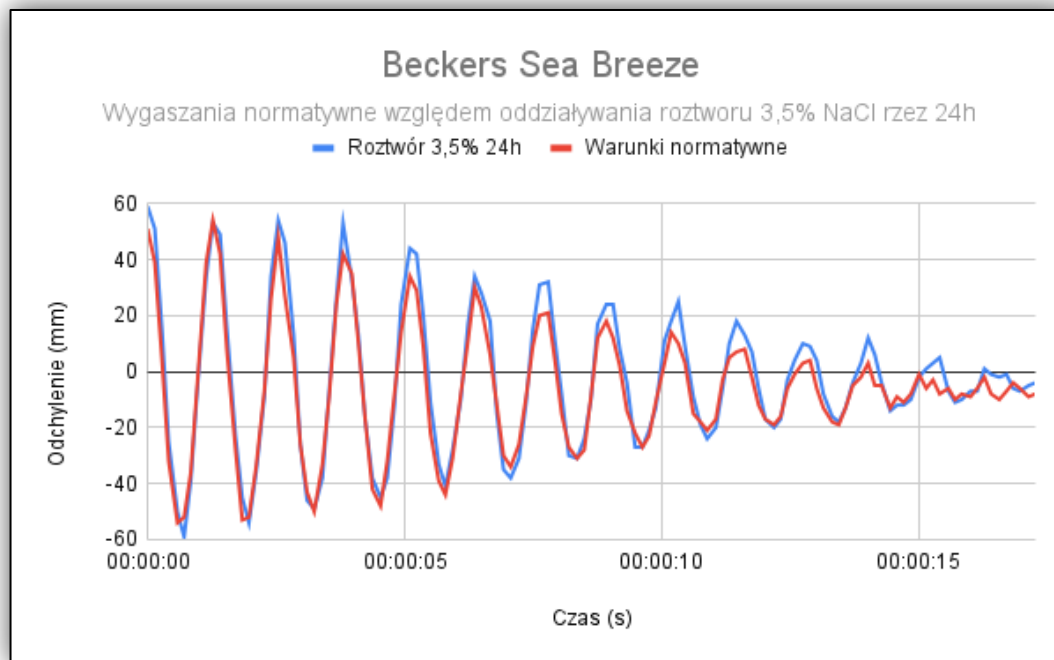 Beckers Sea Breeze
Wygaszania normatywne względem oddziaływania roztworu 3,5% NaCl rzez 24h
Roztwór 3,5% 24h Warunki normatywne
60
40
20
0
-20
-40
-60
Odchylenie (mm)
00:00:00 00:00:05 00:00:10 00:00:15
Czas (s)